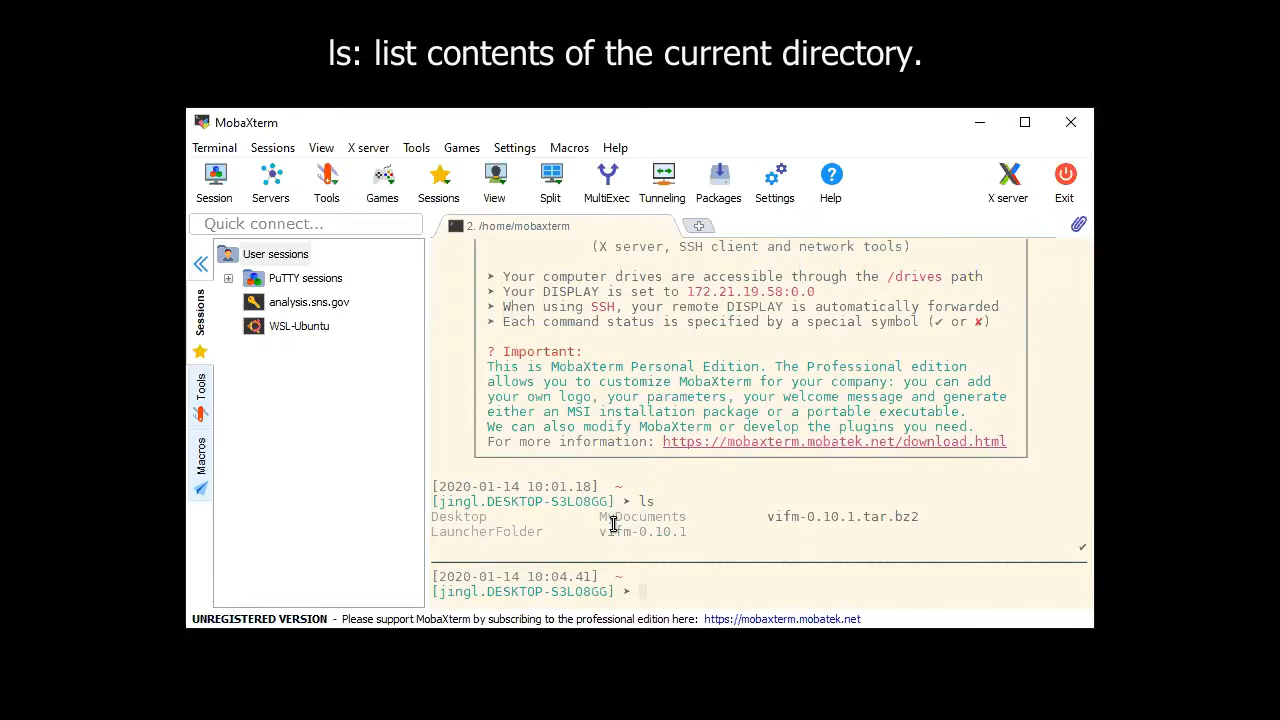 ls: list contents of the current directory.
MobaXterm
Terminal Sessions View X server Tools Games Settings Macros Help
Session Servers Tools Games Sessions View Split MultiExec Tunneling Packages Settings Help X server Exit
Quick connect...
2. /home/mobaxterm
User sessions
PuTTY sessions
analysis.sns.gov
WSL-Ubuntu
Sessions
Tools
Macros
(X server, SSH client and network tools)
➤ Your computer drives are accessible through the /drives path
➤ Your DISPLAY is set to 172.21.19.58:0.0
➤ When using SSH, your remote DISPLAY is automatically forwarded
➤ Each command status is specified by a special symbol (✔ or ✘)
? Important:
This is MobaXterm Personal Edition. The Professional edition
allows you to customize MobaXterm for your company: you can add
your own logo, your parameters, your welcome message and generate
either an MSI installation package or a portable executable.
We can also modify MobaXterm or develop the plugins you need.
For more information: https://mobaxterm.mobatek.net/download.html
[2020-01-14 10:01.18] ~
[jingl.DESKTOP-S3LO8GG] ➤ ls
Desktop MyDocuments vifm-0.10.1.tar.bz2
LauncherFolder vifm-0.10.1
✔
[2020-01-14 10:04.41] ~
[jingl.DESKTOP-S3LO8GG] ➤
UNREGISTERED VERSION - Please support MobaXterm by subscribing to the professional edition here: https://mobaxterm.mobatek.net